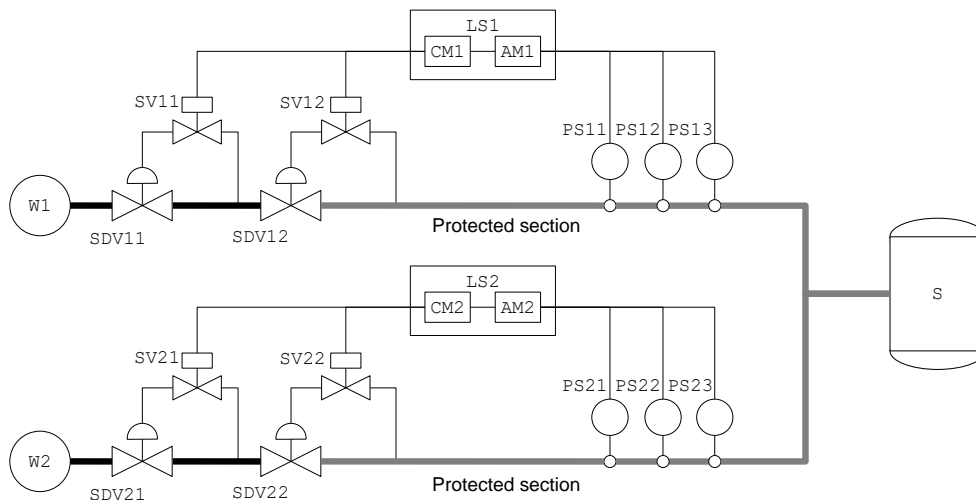 LS1
CM1 AM1
SV11 SV12
PS11 PS12 PS13
W1
SDV11 SDV12
Protected section
LS2
CM2 AM2
S
SV21 SV22
PS21 PS22 PS23
W2
SDV21 SDV22
Protected section